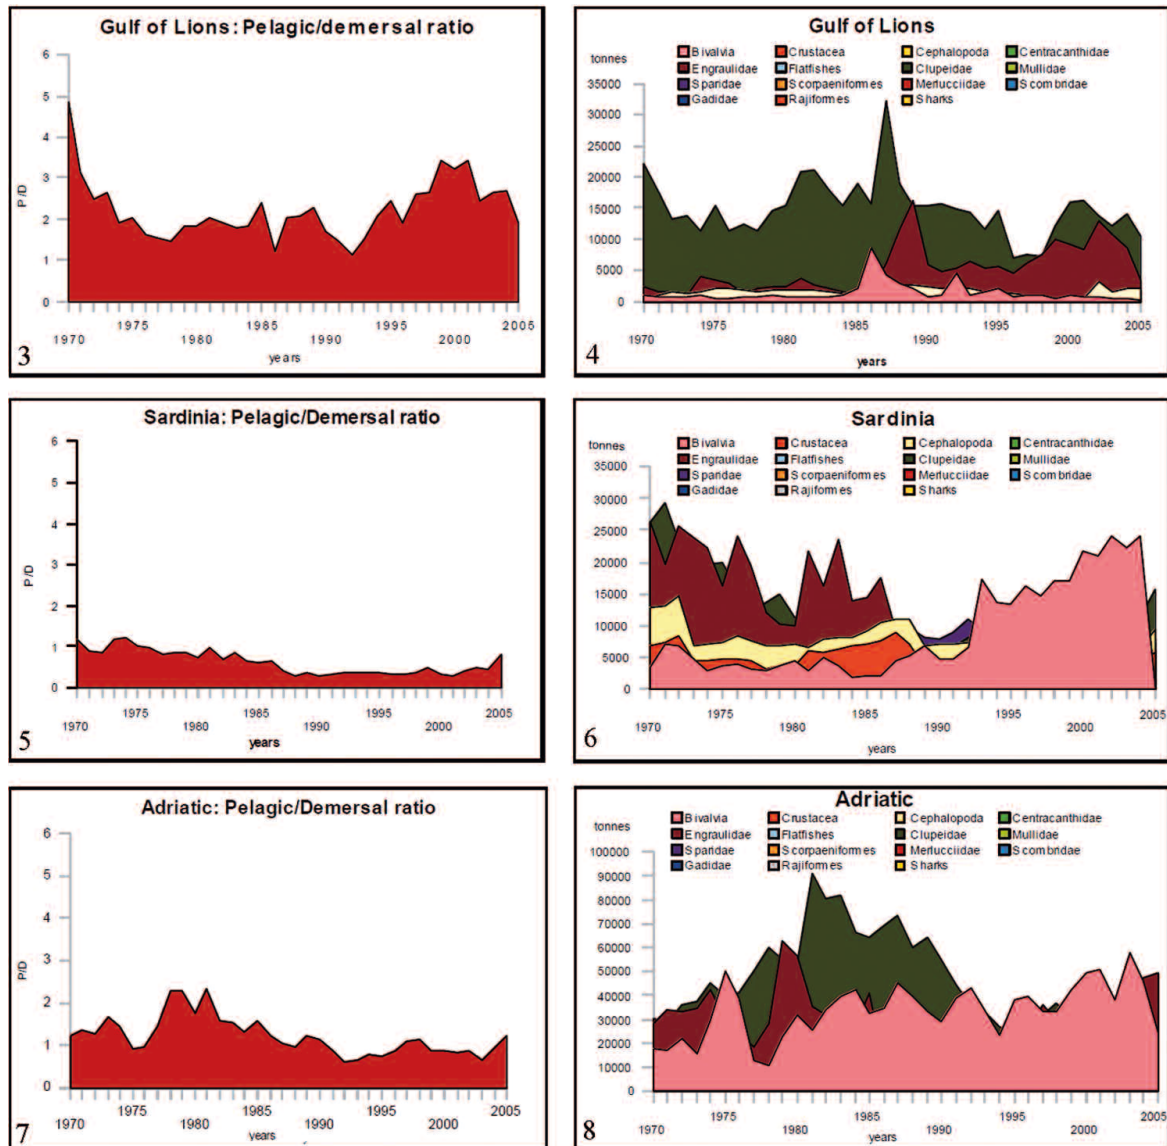 Gulf of Lions: Pelagic/demersal ratio
6
5
4
3
2
1
0
P/D
1975 1985 1995 2005
1970 1980 1990 2000
years
3
Gulf of Lions
tonnes
Bivalvia Crustacea Cephalopoda Centracanthidae
Engraulidae Flatfishes Clupeidae Mullidae
Sparidae Scorpaeniformes Merlucciidae Scombridae
Gadidae Rajiformes Sharks
35000
30000
25000
20000
15000
10000
5000
0
1975 1985 1995 2005
1970 1980 1990 2000
years
4
Sardinia: Pelagic/Demersal ratio
6
5
4
3
2
1
0
P/D
1975 1985 1995 2005
1970 1980 1990 2000
years
5
Sardinia
tonnes
Bivalvia Crustacea Cephalopoda Centracanthidae
Engraulidae Flatfishes Clupeidae Mullidae
Sparidae Scorpaeniformes Merlucciidae Scombridae
Gadidae Rajiformes Sharks
35000
30000
25000
20000
15000
10000
5000
0
1975 1985 1995 2005
1970 1980 1990 2000
years
6
Adriatic: Pelagic/Demersal ratio
6
5
4
3
2
1
0
P/D
1975 1985 1995 2005
1970 1980 1990 2000
years
7
Adriatic
tonnes
Bivalvia Crustacea Cephalopoda Centracanthidae
Engraulidae Flatfishes Clupeidae Mullidae
Sparidae Scorpaeniformes Merlucciidae Scombridae
Gadidae Rajiformes Sharks
100000
90000
80000
70000
60000
50000
40000
30000
20000
10000
0
1975 1985 1995 2005
1970 1980 1990 2000
years
8